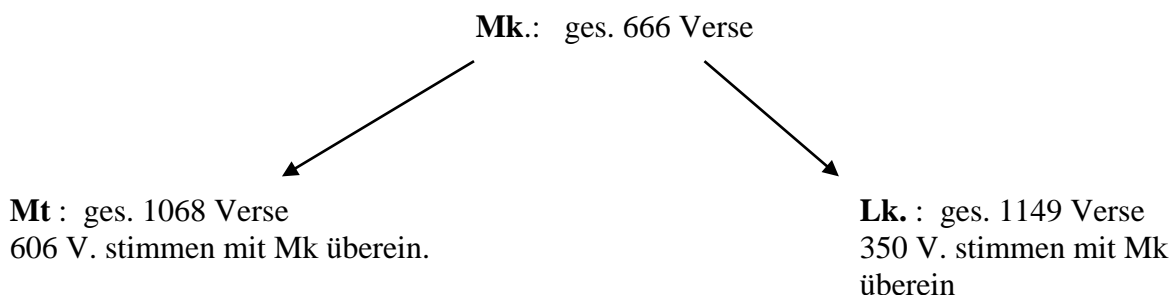 Mk.: ges. 666 Verse
Mt : ges. 1068 Verse
606 V. stimmen mit Mk überein.
Lk. : ges. 1149 Verse
350 V. stimmen mit Mk
überein